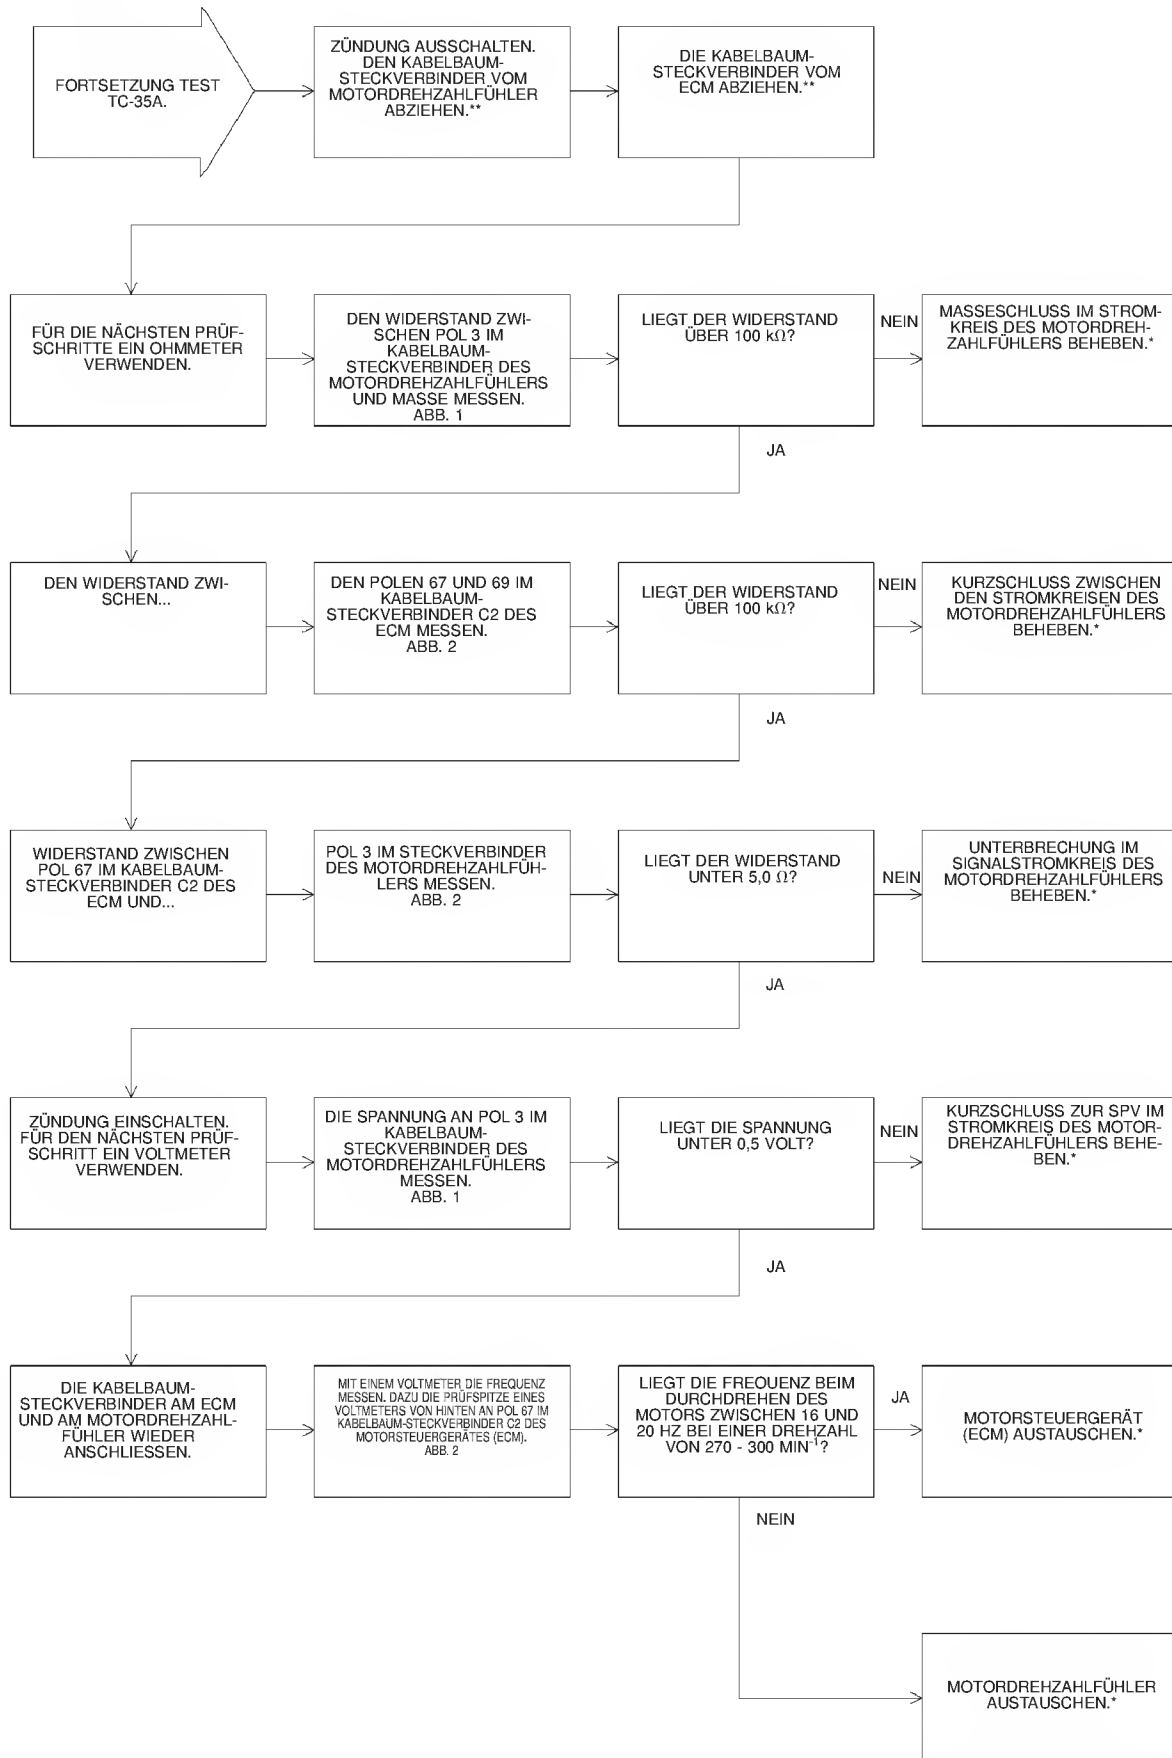 FORTSETZUNG TEST
TC-35A.
ZÜNDUNG AUSSCHALTEN.
DEN KABELBAUM-
STECKVERBINDER VOM
MOTORDREHZAHLFÜHLER
ABZIEHEN.**
DIE KABELBAUM-
STECKVERBINDER VOM
ECM ABZIEHEN.**
FÜR DIE NÄCHSTEN PRÜF-
SCHRITTE EIN OHMMETER
VERWENDEN.
DEN WIDERSTAND ZWI-
SCHEN POL 3 IM
KABELBAUM-
STECKVERBINDER DES
MOTORDREHZAHLFÜHLERS
UND MASSE MESSEN.
ABB. 1
LIEGT DER WIDERSTAND
ÜBER 100 kΩ?
NEIN
MASSESCHLUSS IM STROM-
KREIS DES MOTORDREH-
ZAHLFÜHLERS BEHEBEN.*
JA
DEN WIDERSTAND ZWI-
SCHEN...
DEN POLEN 67 UND 69 IM
KABELBAUM-
STECKVERBINDER C2 DES
ECM MESSEN.
ABB. 2
LIEGT DER WIDERSTAND
ÜBER 100 kΩ?
NEIN
KURZSCHLUSS ZWISCHEN
DEN STROMKREISEN DES
MOTORDREHZAHLFÜHLERS
BEHEBEN.*
JA
WIDERSTAND ZWISCHEN
POL 67 IM KABELBAUM-
STECKVERBINDER C2 DES
ECM UND...
POL 3 IM STECKVERBINDER
DES MOTORDREHZAHLFÜH-
LERS MESSEN.
ABB. 2
LIEGT DER WIDERSTAND
UNTER 5,0 Ω?
NEIN
UNTERBRECHUNG IM
SIGNALSTROMKREIS DES
MOTORDREHZAHLFÜHLERS
BEHEBEN.*
JA
ZÜNDUNG EINSCHALTEN.
FÜR DEN NÄCHSTEN PRÜF-
SCHRITT EIN VOLTMETER
VERWENDEN.
DIE SPANNUNG AN POL 3 IM
KABELBAUM-
STECKVERBINDER DES
MOTORDREHZAHLFÜHLERS
MESSEN.
ABB. 1
LIEGT DIE SPANNUNG
UNTER 0,5 VOLT?
NEIN
KURZSCHLUSS ZUR SPV IM
STROMKREIS DES MOTOR-
DREHZAHLFÜHLERS BEHE-
BEN.*
JA
DIE KABELBAUM-
STECKVERBINDER AM ECM
UND AM MOTORDREHZAHL-
FÜHLER WIEDER
ANSCHLIESSEN.
MIT EINEM VOLTMETER DIE FREQUENZ
MESSEN. DAZU DIE PRÜFSPITZE EINES
VOLTMETERS VON HINTEN AN POL 67 IM
KABELBAUM-STECKVERBINDER C2 DES
MOTORSTEUERGERÄTES (ECM).
ABB. 2
LIEGT DIE FREQUENZ BEIM
DURCHDREHEN DES
MOTORS ZWISCHEN 16 UND
20 HZ BEI EINER DREHZAHL
VON 270 - 300 MIN⁻¹?
JA
MOTORSTEUERGERÄT
(ECM) AUSTAUSCHEN.*
NEIN
MOTORDREHZAHLFÜHLER
AUSTAUSCHEN.*